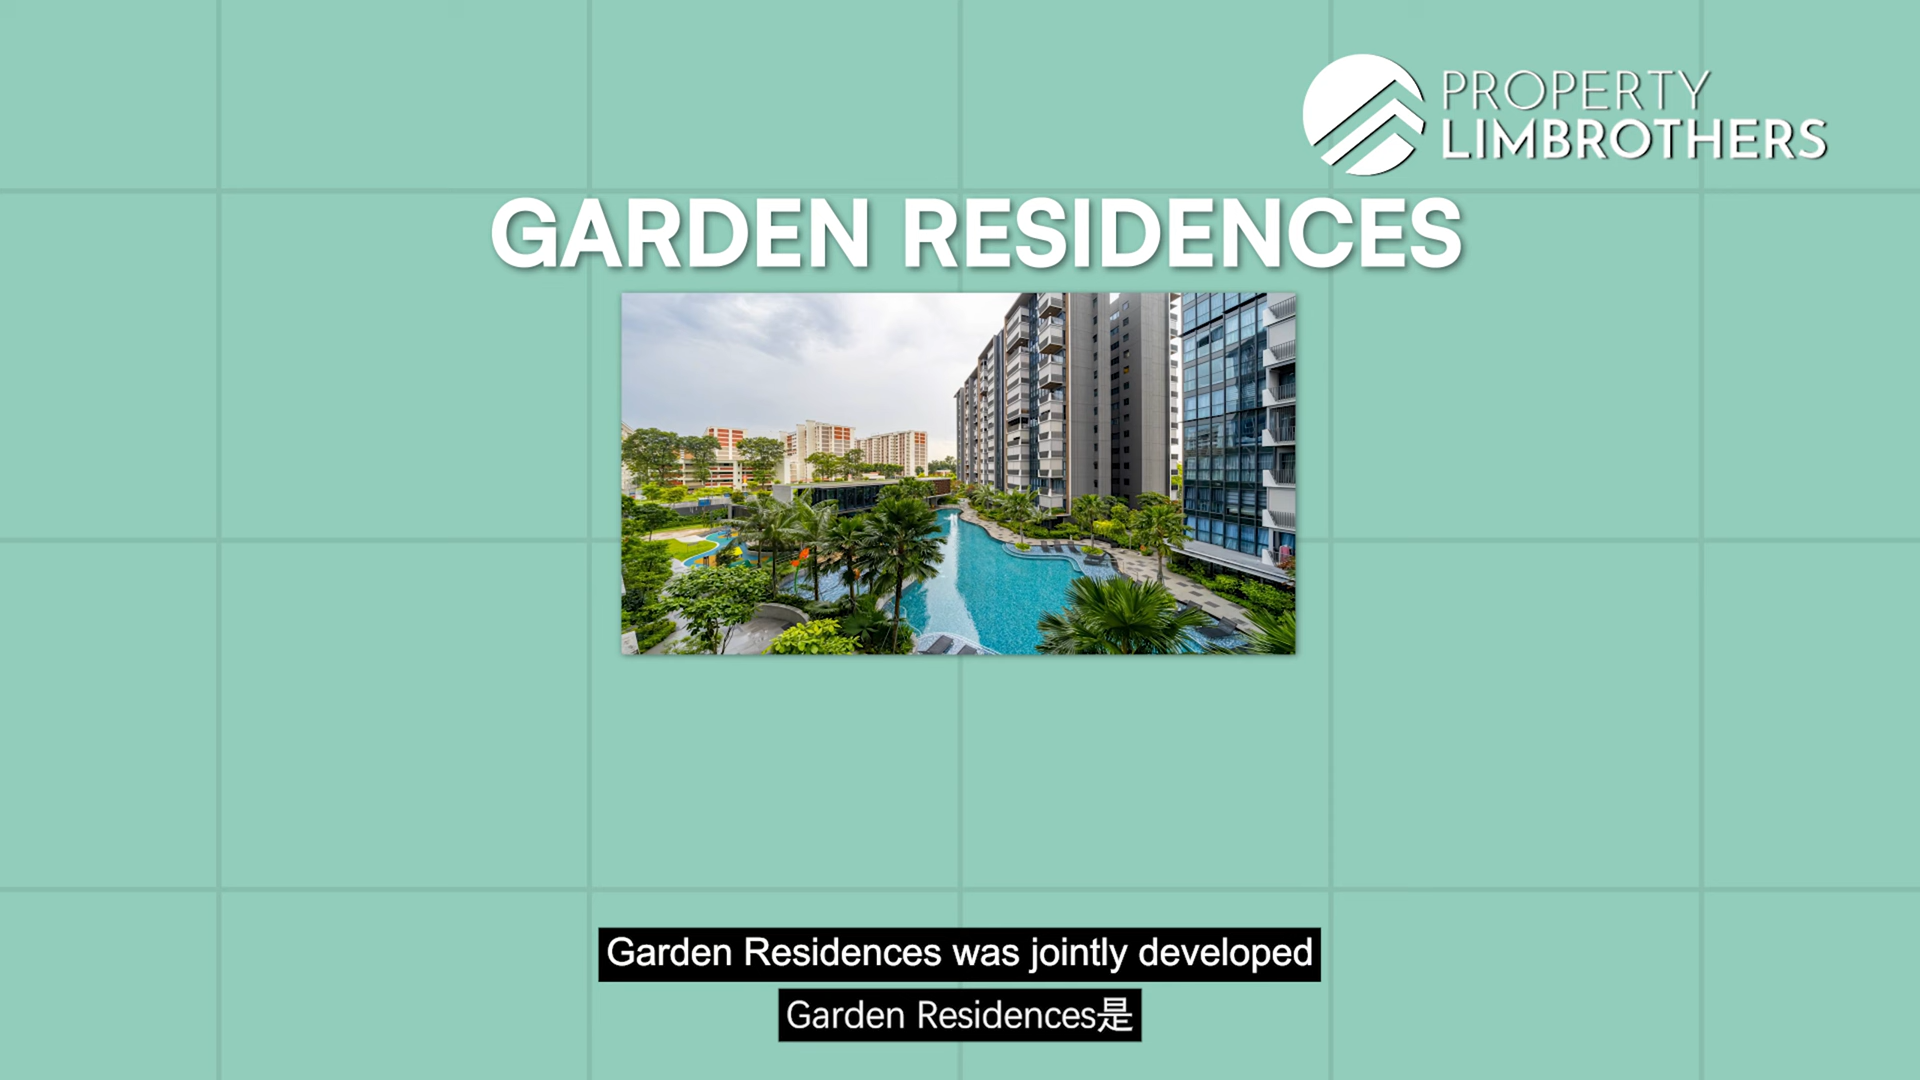 PROPERTY
LIMBROTHERS
GARDEN RESIDENCES
Garden Residences was jointly developed
Garden Residences是